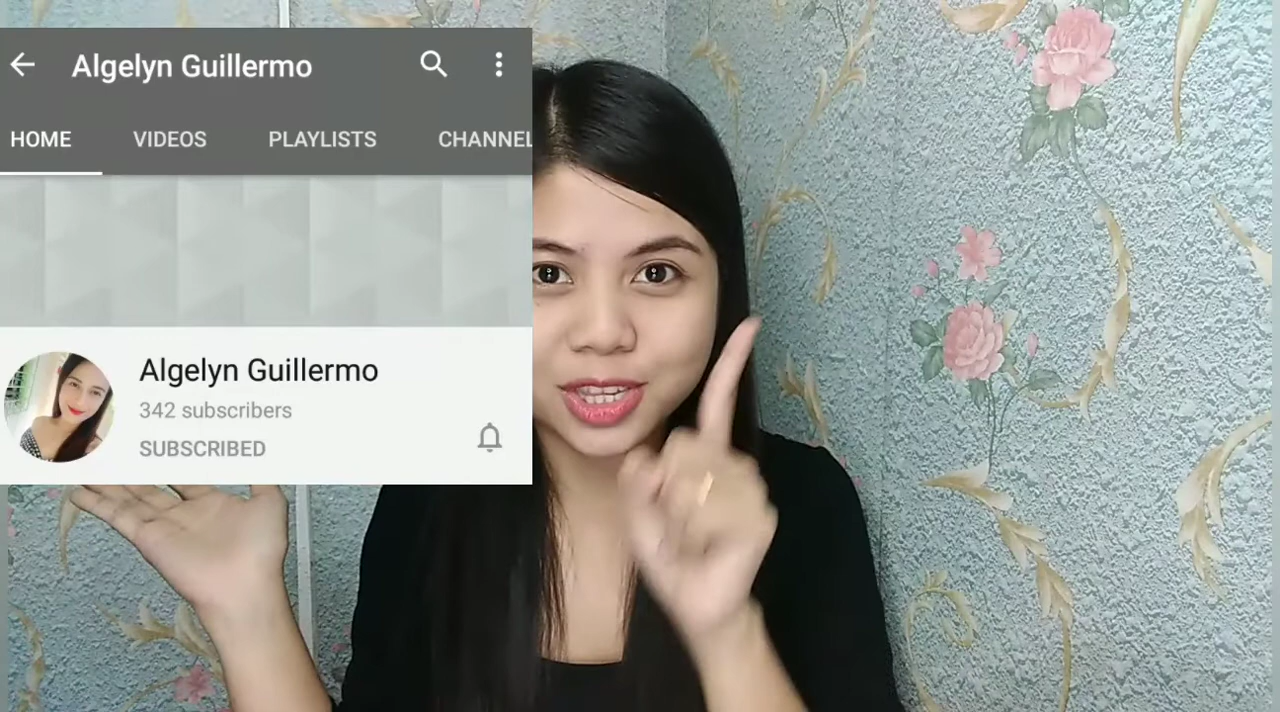 Algelyn Guillermo
HOME VIDEOS PLAYLISTS CHANNEL
Algelyn Guillermo
342 subscribers
SUBSCRIBED